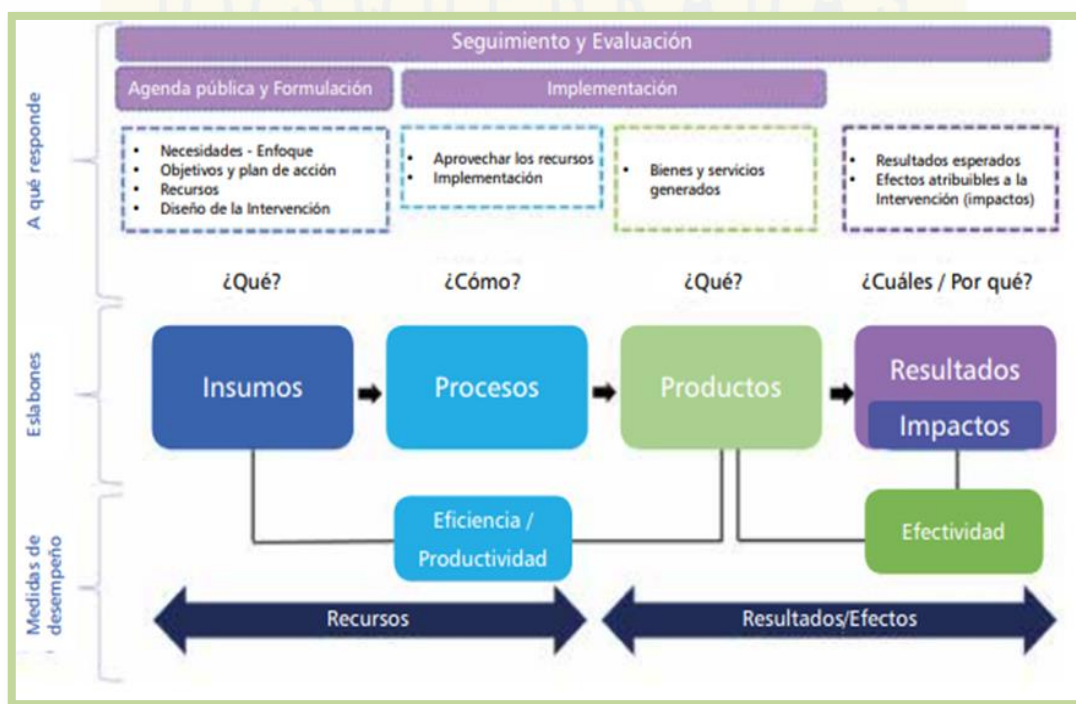 Seguimiento y Evaluación
Agenda pública y Formulación
Implementación
A qué responde
• Necesidades - Enfoque
• Objetivos y plan de acción
• Recursos
• Diseño de la Intervención
• Aprovechar los recursos
• Implementación
• Bienes y servicios
generados
• Resultados esperados
• Efectos atribuibles a la
Intervención (impactos)
¿Qué?
¿Cómo?
¿Qué?
¿Cuáles / Por qué?
Eslabones
Insumos
Procesos
Productos
Resultados
Impactos
Medidas de
desempeño
Eficiencia /
Productividad
Efectividad
Recursos
Resultados/Efectos